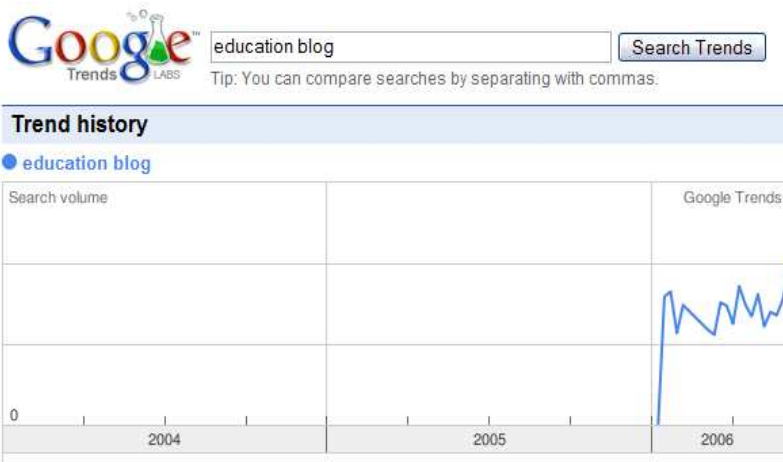 Google™
Trends LABS
education blog
Search Trends
Tip: You can compare searches by separating with commas.
Trend history
education blog
Search volume
Google Trends
0
2004
2005
2006